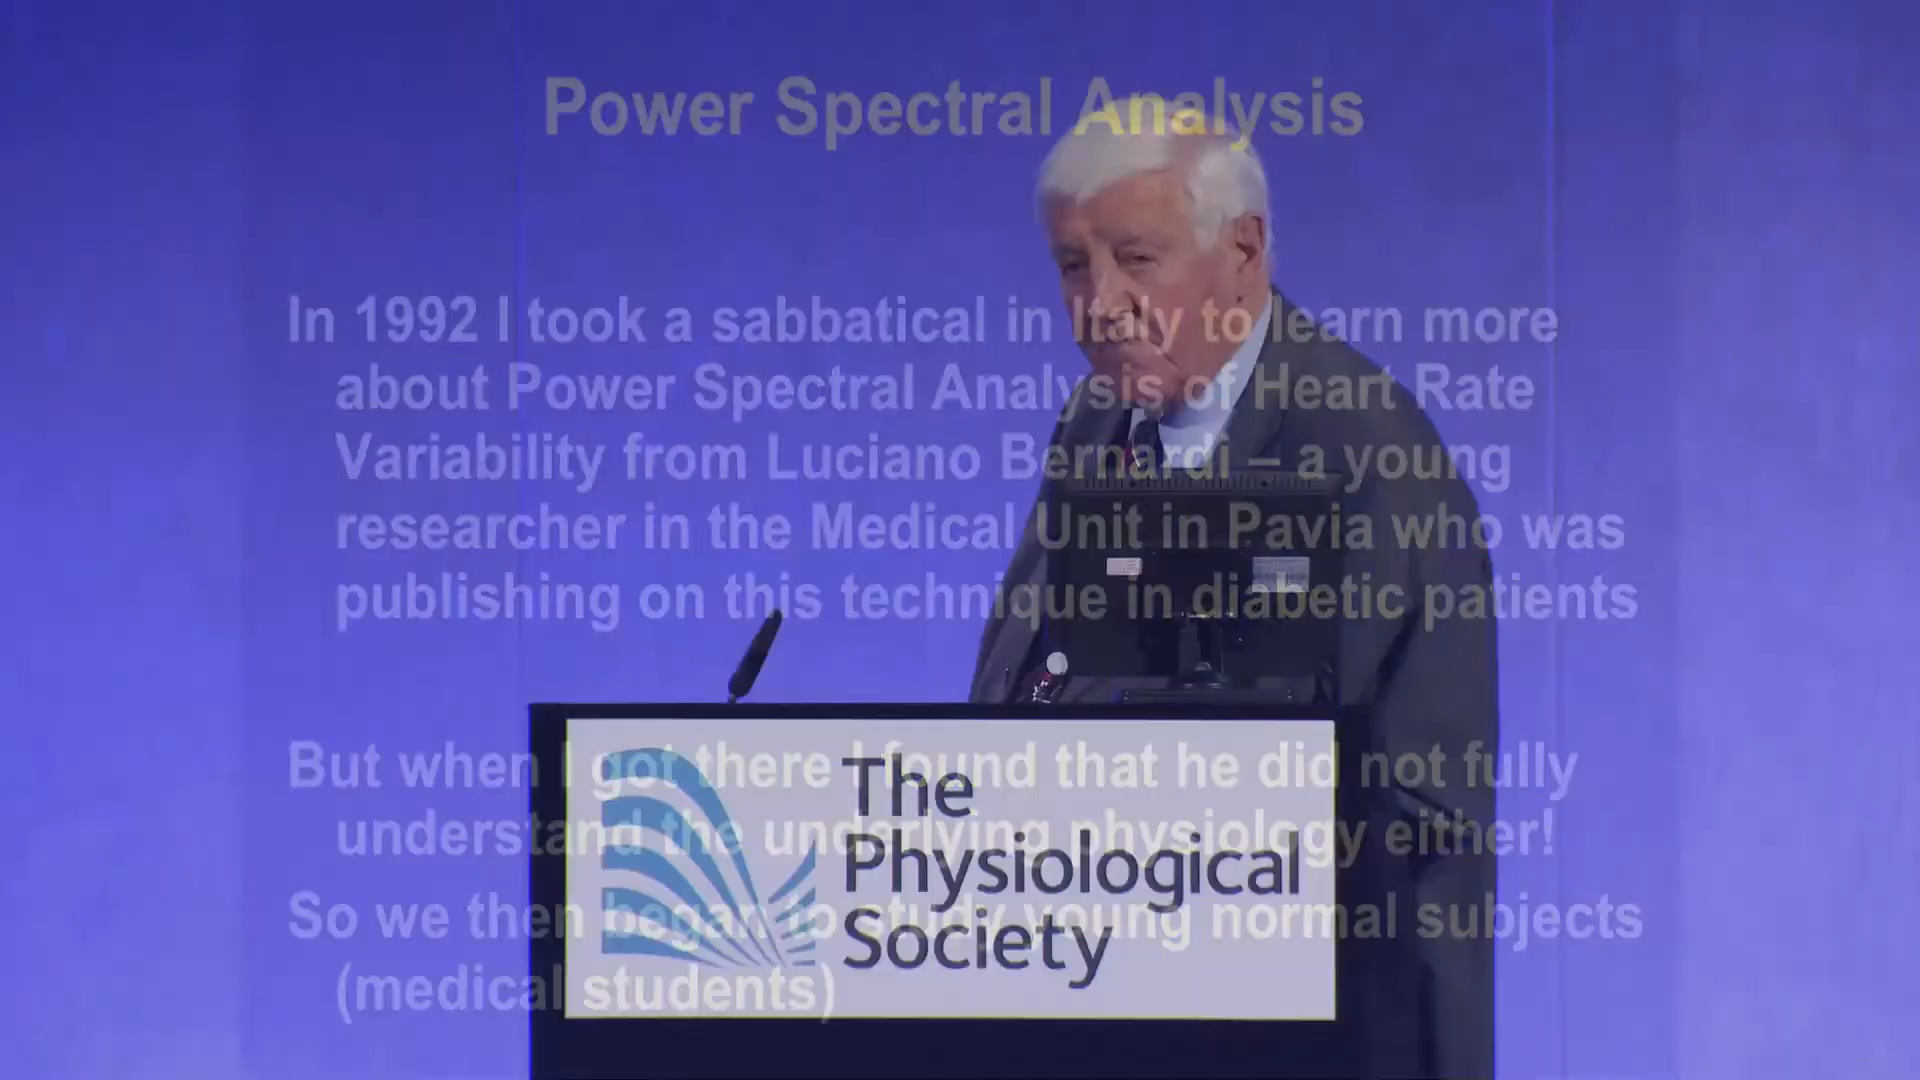 Power Spectral Analysis
In 1992 I took a sabbatical in Italy to learn more
about Power Spectral Analysis of Heart Rate
Variability from Luciano Bernardi – a young
researcher in the Medical Unit in Pavia who was
publishing on this technique in diabetic patients
But when I got there I found that he did not fully
understand the underlying physiology either!
So we then began to study young normal subjects
(medical students)
The
Physiological
Society